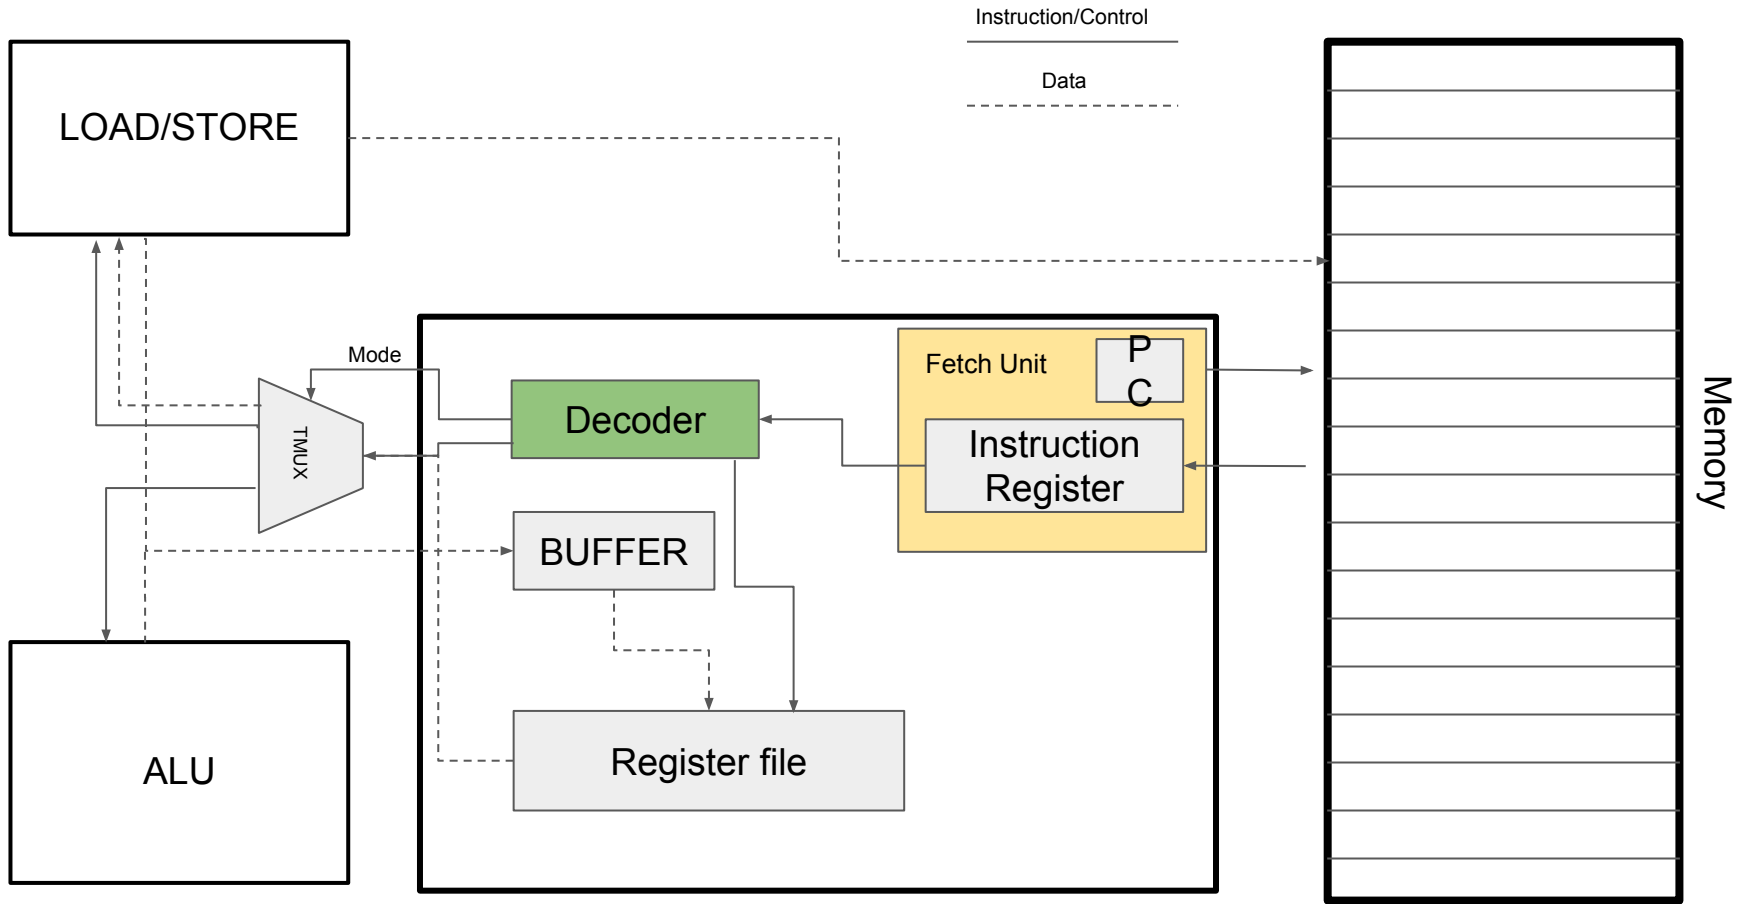 Instruction/Control
Data
LOAD/STORE
Mode
TMUX
Decoder
Fetch Unit
P
C
Instruction
Register
BUFFER
Register file
ALU
Memory